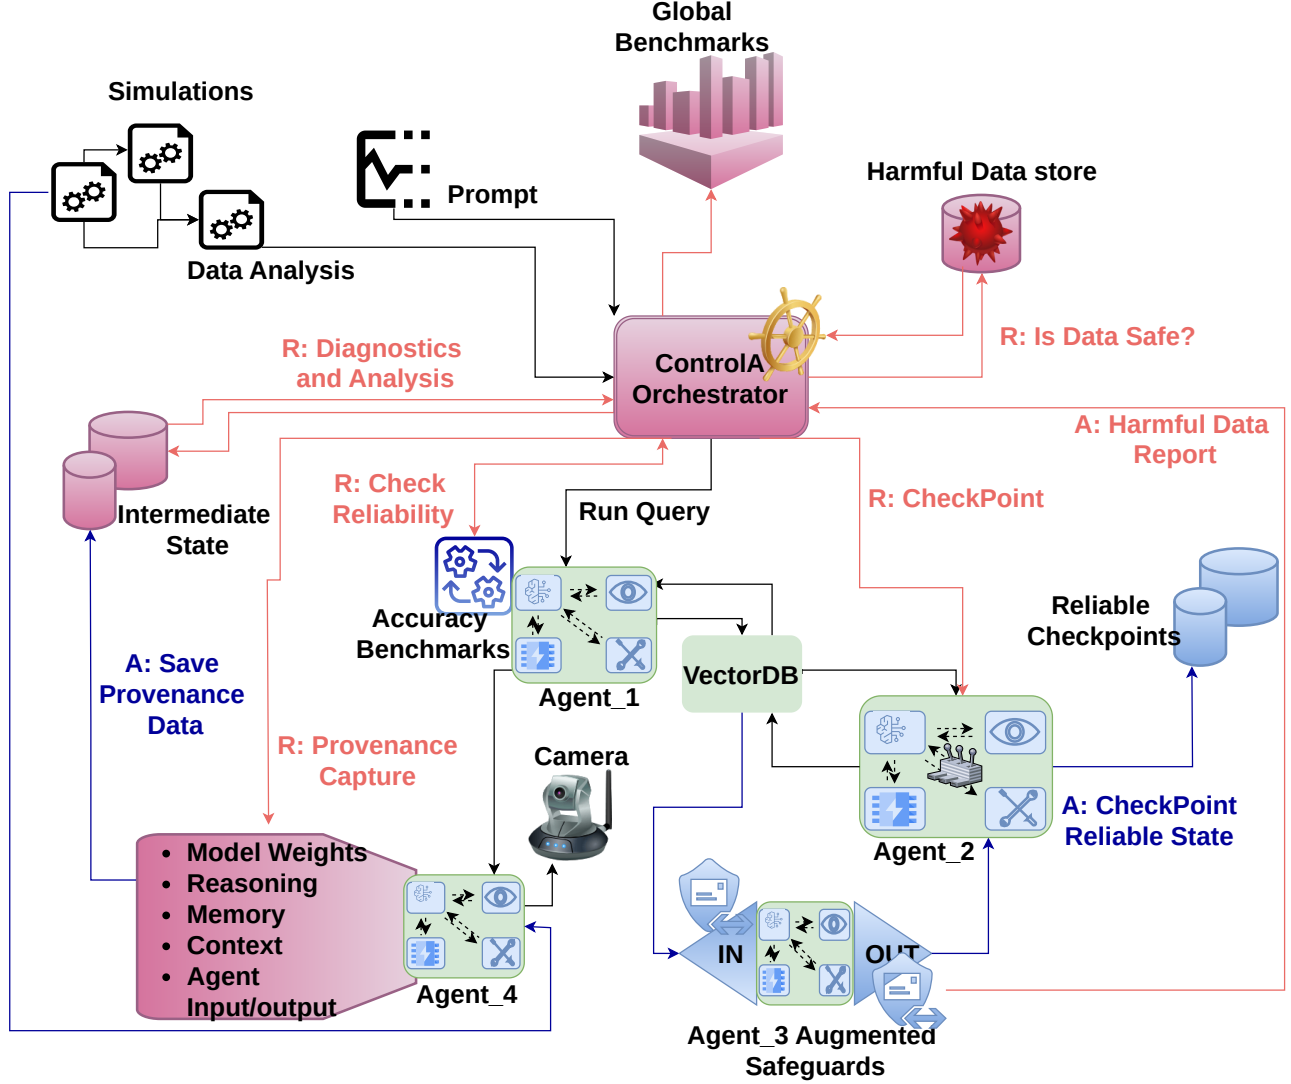 Global
Benchmarks
Simulations
Prompt
Harmful Data store
Data Analysis
R: Is Data Safe?
R: Diagnostics
and Analysis
ControlA
Orchestrator
A: Harmful Data
Report
R: Check
Reliability
R: CheckPoint
Run Query
Intermediate
State
Accuracy
Benchmarks
Reliable
Checkpoints
A: Save
Provenance
Data
VectorDB
Agent_1
R: Provenance
Capture
Camera
A: CheckPoint
Reliable State
Agent_2
• Model Weights
• Reasoning
• Memory
• Context
• Agent
Input/output
IN
OUT
Agent_4
Agent_3 Augmented
Safeguards